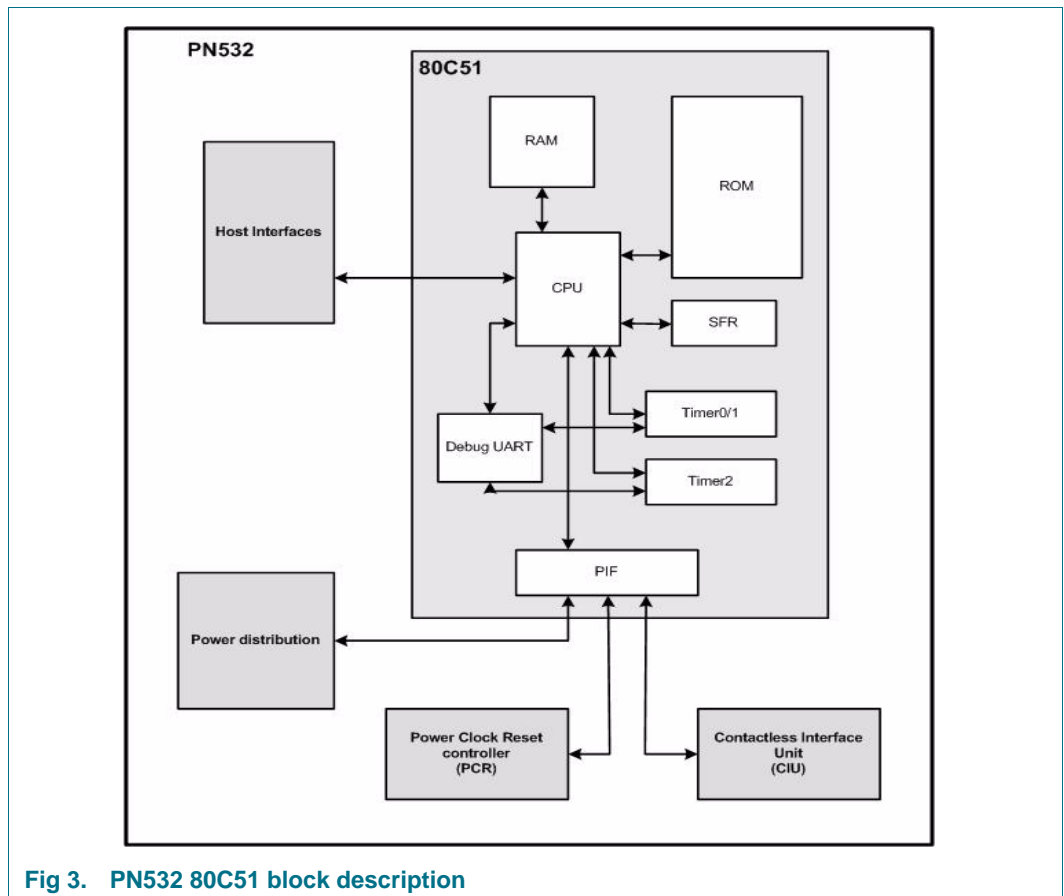 PN532
80C51
RAM
ROM
Host Interfaces
CPU
SFR
Timer0/1
Debug UART
Timer2
PIF
Power distribution
Power Clock Reset
controller
(PCR)
Contactless Interface
Unit
(CIU)
Fig 3. PN532 80C51 block description